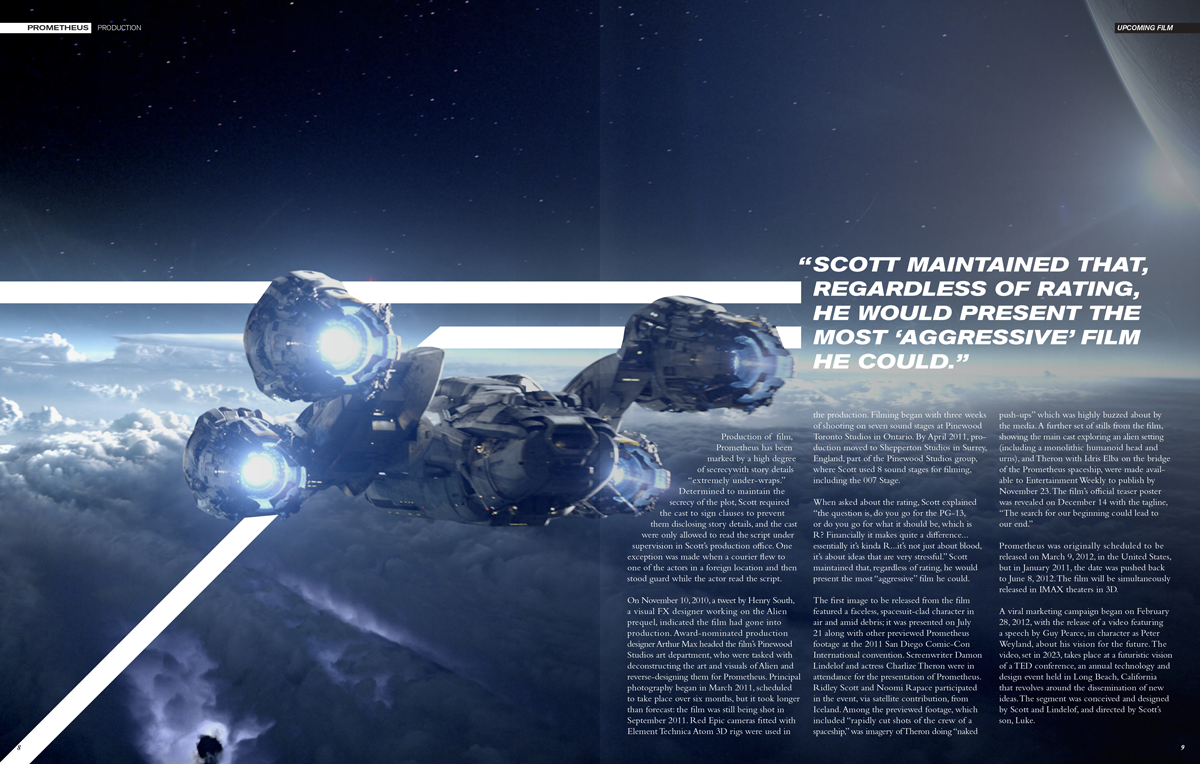 PROMETHEUS PRODUCTION
UPCOMING FILM
“SCOTT MAINTAINED THAT,
REGARDLESS OF RATING,
HE WOULD PRESENT THE
MOST ‘AGGRESSIVE’ FILM
HE COULD.”
Production of film,
Prometheus has been
marked by a high degree
of secrecywith story details
“extremely under-wraps.”
Determined to maintain the
secrecy of the plot, Scott required
the cast to sign clauses to prevent
them disclosing story details, and the cast
were only allowed to read the script under
supervision in Scott’s production office. One
exception was made when a courier flew to
one of the actors in a foreign location and then
stood guard while the actor read the script.
On November 10, 2010, a tweet by Henry South,
a visual FX designer working on the Alien
prequel, indicated the film had gone into
production. Award-nominated production
designer Arthur Max headed the film’s Pinewood
Studios art department, who were tasked with
deconstructing the art and visuals of Alien and
reverse-designing them for Prometheus. Principal
photography began in March 2011, scheduled
to take place over six months, but it took longer
than forecast: the film was still being shot in
September 2011. Red Epic cameras fitted with
Element Technica Atom 3D rigs were used in
the production. Filming began with three weeks
of shooting on seven sound stages at Pinewood
Toronto Studios in Ontario. By April 2011, pro-
duction moved to Shepperton Studios in Surrey,
England, part of the Pinewood Studios group,
where Scott used 8 sound stages for filming,
including the 007 Stage.
When asked about the rating, Scott explained
“the question is, do you go for the PG-13,
or do you go for what it should be, which is
R? Financially it makes quite a difference...
essentially it’s kinda R...it’s not just about blood,
it’s about ideas that are very stressful.” Scott
maintained that, regardless of rating, he would
present the most “aggressive” film he could.
The first image to be released from the film
featured a faceless, spacesuit-clad character in
air and amid debris; it was presented on July
21 along with other previewed Prometheus
footage at the 2011 San Diego Comic-Con
International convention. Screenwriter Damon
Lindelof and actress Charlize Theron were in
attendance for the presentation of Prometheus.
Ridley Scott and Noomi Rapace participated
in the event, via satellite contribution, from
Iceland. Among the previewed footage, which
included “rapidly cut shots of the crew of a
spaceship,” was imagery of Theron doing “naked
push-ups” which was highly buzzed about by
the media. A further set of stills from the film,
showing the main cast exploring an alien setting
(including a monolithic humanoid head and
urns), and Theron with Idris Elba on the bridge
of the Prometheus spaceship, were made avail-
able to Entertainment Weekly to publish by
November 23. The film’s official teaser poster
was revealed on December 14 with the tagline,
“The search for our beginning could lead to
our end.”
Prometheus was originally scheduled to be
released on March 9, 2012, in the United States,
but in January 2011, the date was pushed back
to June 8, 2012. The film will be simultaneously
released in IMAX theaters in 3D.
A viral marketing campaign began on February
28, 2012, with the release of a video featuring
a speech by Guy Pearce, in character as Peter
Weyland, about his vision for the future. The
video, set in 2023, takes place at a futuristic vision
of a TED conference, an annual technology and
design event held in Long Beach, California
that revolves around the dissemination of new
ideas. The segment was conceived and designed
by Scott and Lindelof, and directed by Scott’s
son, Luke.
8
9